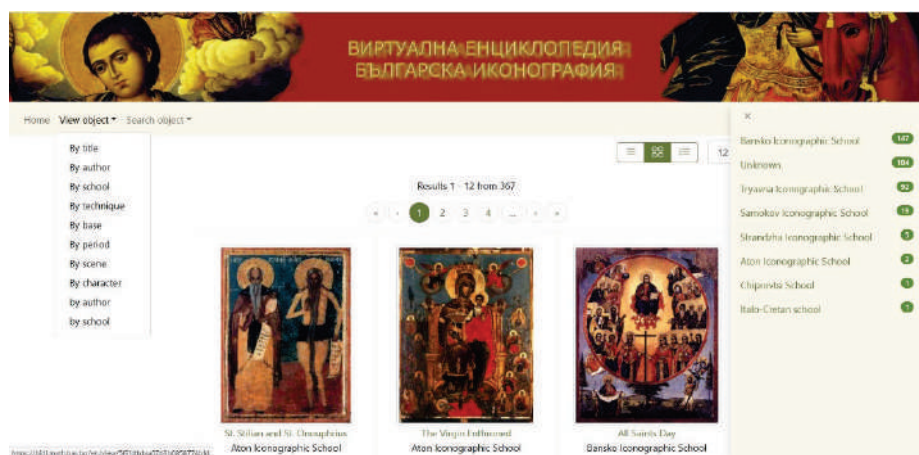 ВИРТУАЛНА ЕНЦИКЛОПЕДИЯ
БЪЛГАРСКА ИКОНОГРАФИЯ
Home View object Search object
By title
By author
By school
By technique
By base
By period
By scene
By character
by author
by school
12
Results 1 - 12 from 367
« ‹ 1 2 3 4 ... › »
St. Stilian and St. Onouphrius
Aton Iconographic School
The Virgin Enthroned
Aton Iconographic School
All Saints Day
Bansko Iconographic School
×
Bansko Iconographic School 147
Unknown 104
Tryavna Iconographic School
Samokov Iconographic School
Strandzha Iconographic School
Aton Iconographic School 2
Chiprovtsi School 1
Italo-Cretan school 1